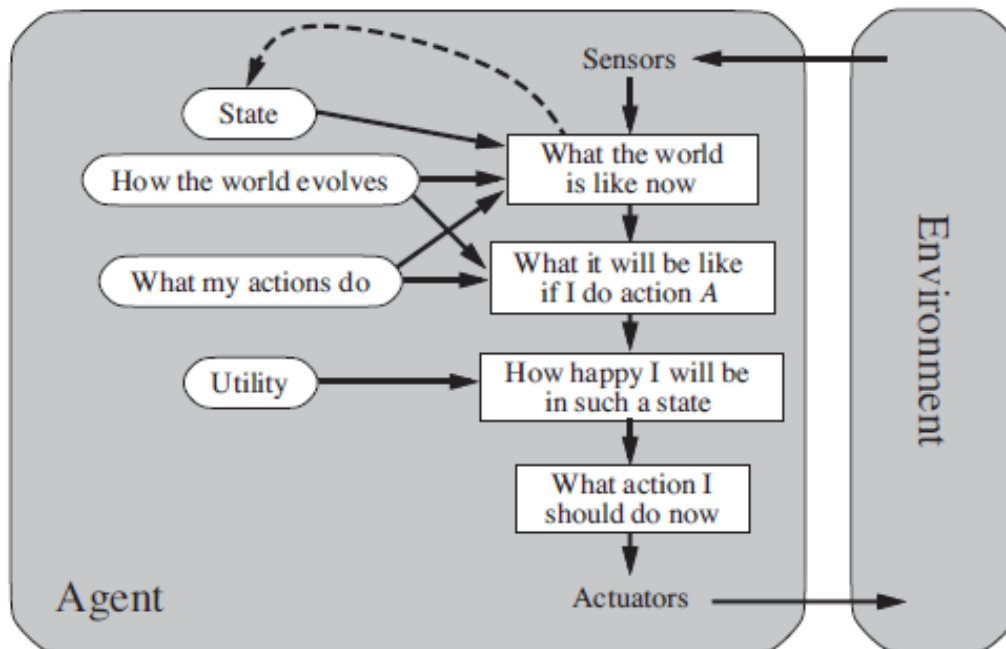 Sensors
State
What the world
is like now
How the world evolves
What my actions do
What it will be like
if I do action A
Utility
How happy I will be
in such a state
What action I
should do now
Agent
Actuators
Environment